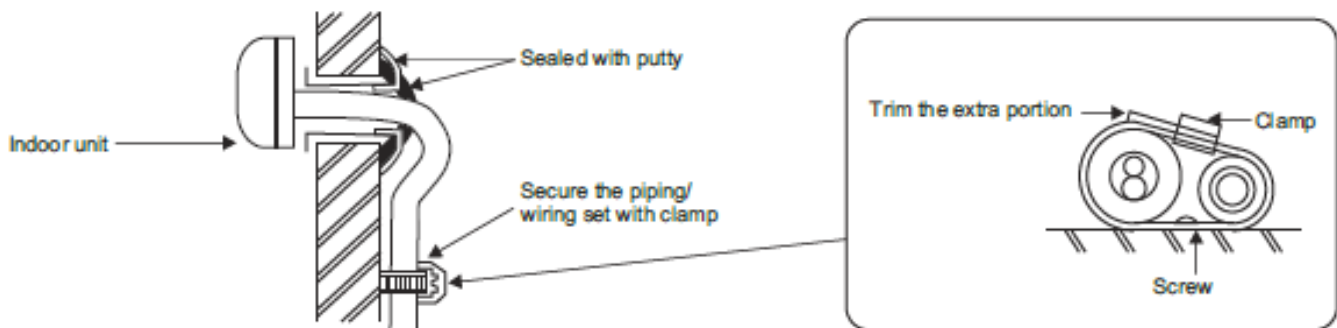 Sealed with putty
Indoor unit
Secure the piping/
wiring set with clamp
Trim the extra portion
Clamp
Screw